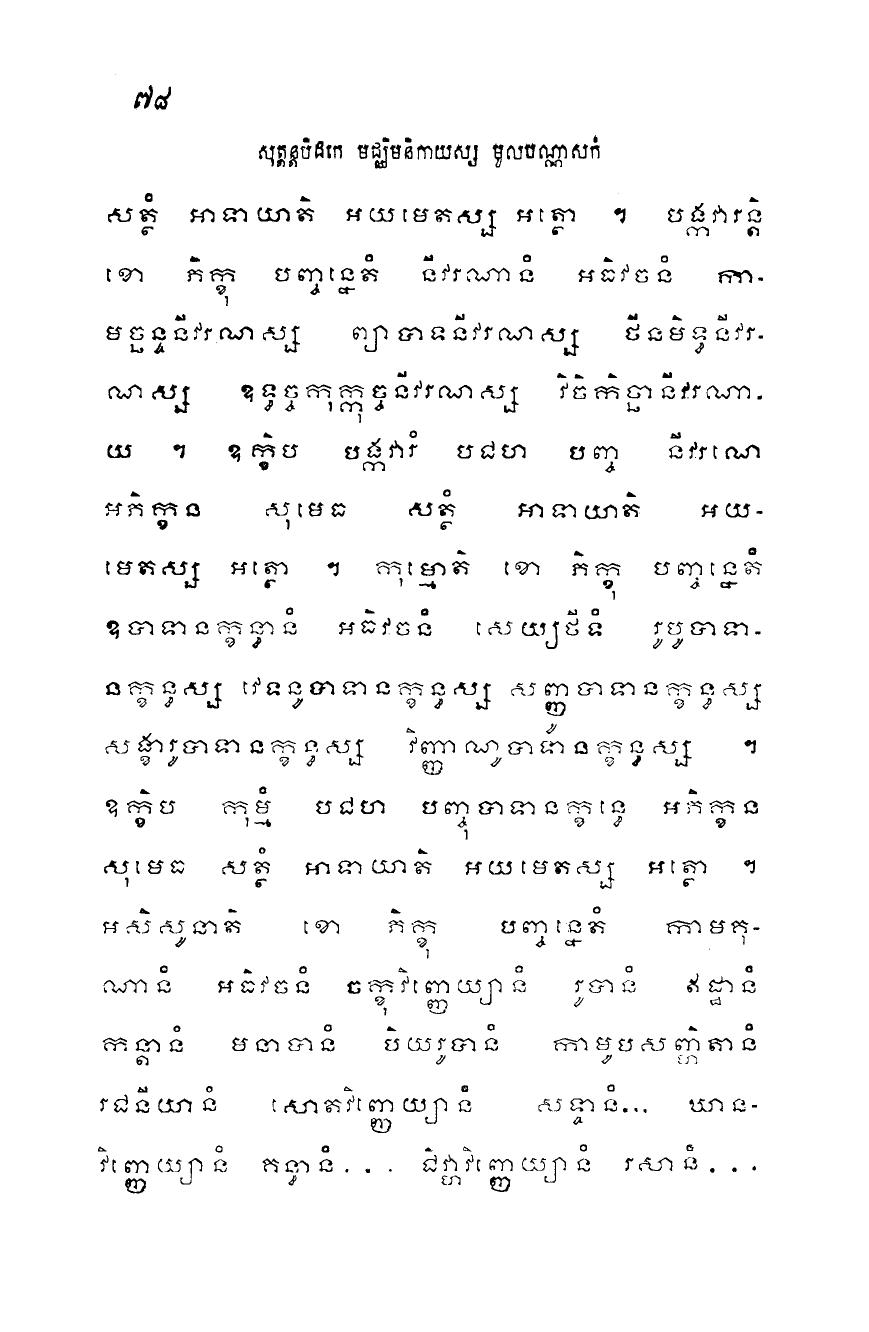 ៧៨
សុត្តន្តបិដកេ មជ្ឈិមនិកាយស្ស មូលបណ្ណាសកំ
សត្ថំ អាទាយាតិ អយមេតស្ស អត្ថោ ។ បង្កវារន្តិ
ខោ ភិក្ខុ បញ្ចន្នេតំ នីវរណានំ អធិវចនំ កា-
មច្ឆន្ទនីវរណស្ស ព្យាបាទនីវរណស្ស ថីនមិទ្ធនីវរ-
ណស្ស ឧទ្ធច្ចកុក្កុច្ចនីវរណស្ស វិចិកិច្ឆានីវរណា.
យ ។ ឧក្ខិប បង្កវារំ បជហ បញ្ច នីវរណេ
អភិក្ខន សុមេធ សត្ថំ អាទាយាតិ អយ-
មេតស្ស អត្ថោ ។ កុម្មោតិ ខោ ភិក្ខុ បញ្ចន្នេតំ
ឧបាទានក្ខន្ធានំ អធិវចនំ សេយ្យថីទំ រូបូបាទា-
នក្ខន្ធស្ស វេទនូបាទានក្ខន្ធស្ស សញ្ញូបាទានក្ខន្ធស្ស
សង្ខារូបាទានក្ខន្ធស្ស វិញ្ញាណូបាទានក្ខន្ធស្ស ។
ឧក្ខិប កុម្មំ បជហ បញ្ចុបាទានក្ខន្ធេ អភិក្ខន
សុមេធ សត្ថំ អាទាយាតិ អយមេតស្ស អត្ថោ ។
អសិសូនាតិ ខោ ភិក្ខុ បញ្ចន្នេតំ កាមគុ-
ណានំ អធិវចនំ ចក្ខុវិញ្ញេយ្យានំ រូបានំ ឥដ្ឋានំ
កន្តានំ មនាបានំ បិយរូបានំ កាមូបសញ្ហិតានំ
រជនីយានំ សោតវិញ្ញេយ្យានំ សទ្ទានំ... ឃាន-
វិញ្ញេយ្យានំ គន្ធានំ... ជិវ្ហាវិញ្ញេយ្យានំ រសានំ...